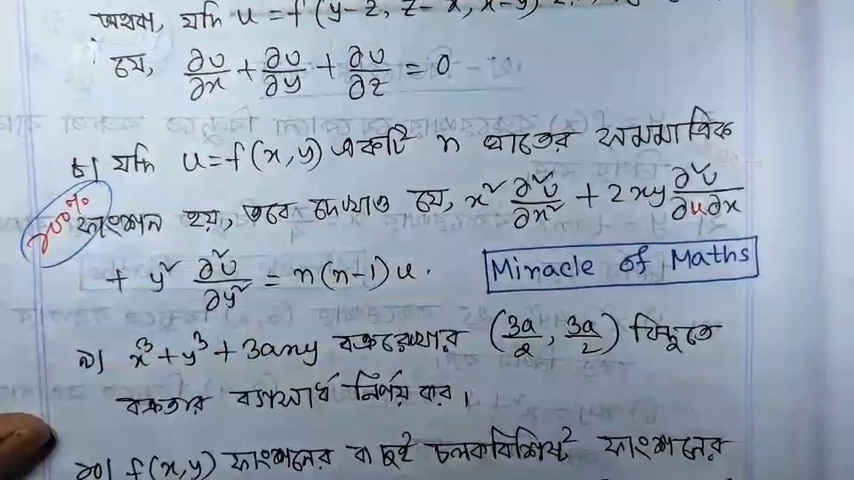 অথবা, যদি u = f(y-z, z-x, x-y)
যে, ∂u/∂x + ∂u/∂y + ∂u/∂z = 0
৮| যদি u = f(x,y) একটি n ঘাতের সমমাত্রিক
১০০% ফাংশন হয়, তবে দেখাও যে, x² ∂²u/∂x² + 2xy ∂²u/∂u∂x
+ y² ∂²u/∂y² = n(n-1)u.
Miracle of Maths
৯| x³ + y³ + 3any বক্ররেখার (3a/2, 3a/2) বিন্দুতে
বক্রতার ব্যাসার্ধ নির্ণয় কর।
১০| f(x,y) ফাংশনের বা দুই চলকবিশিষ্ট ফাংশনের